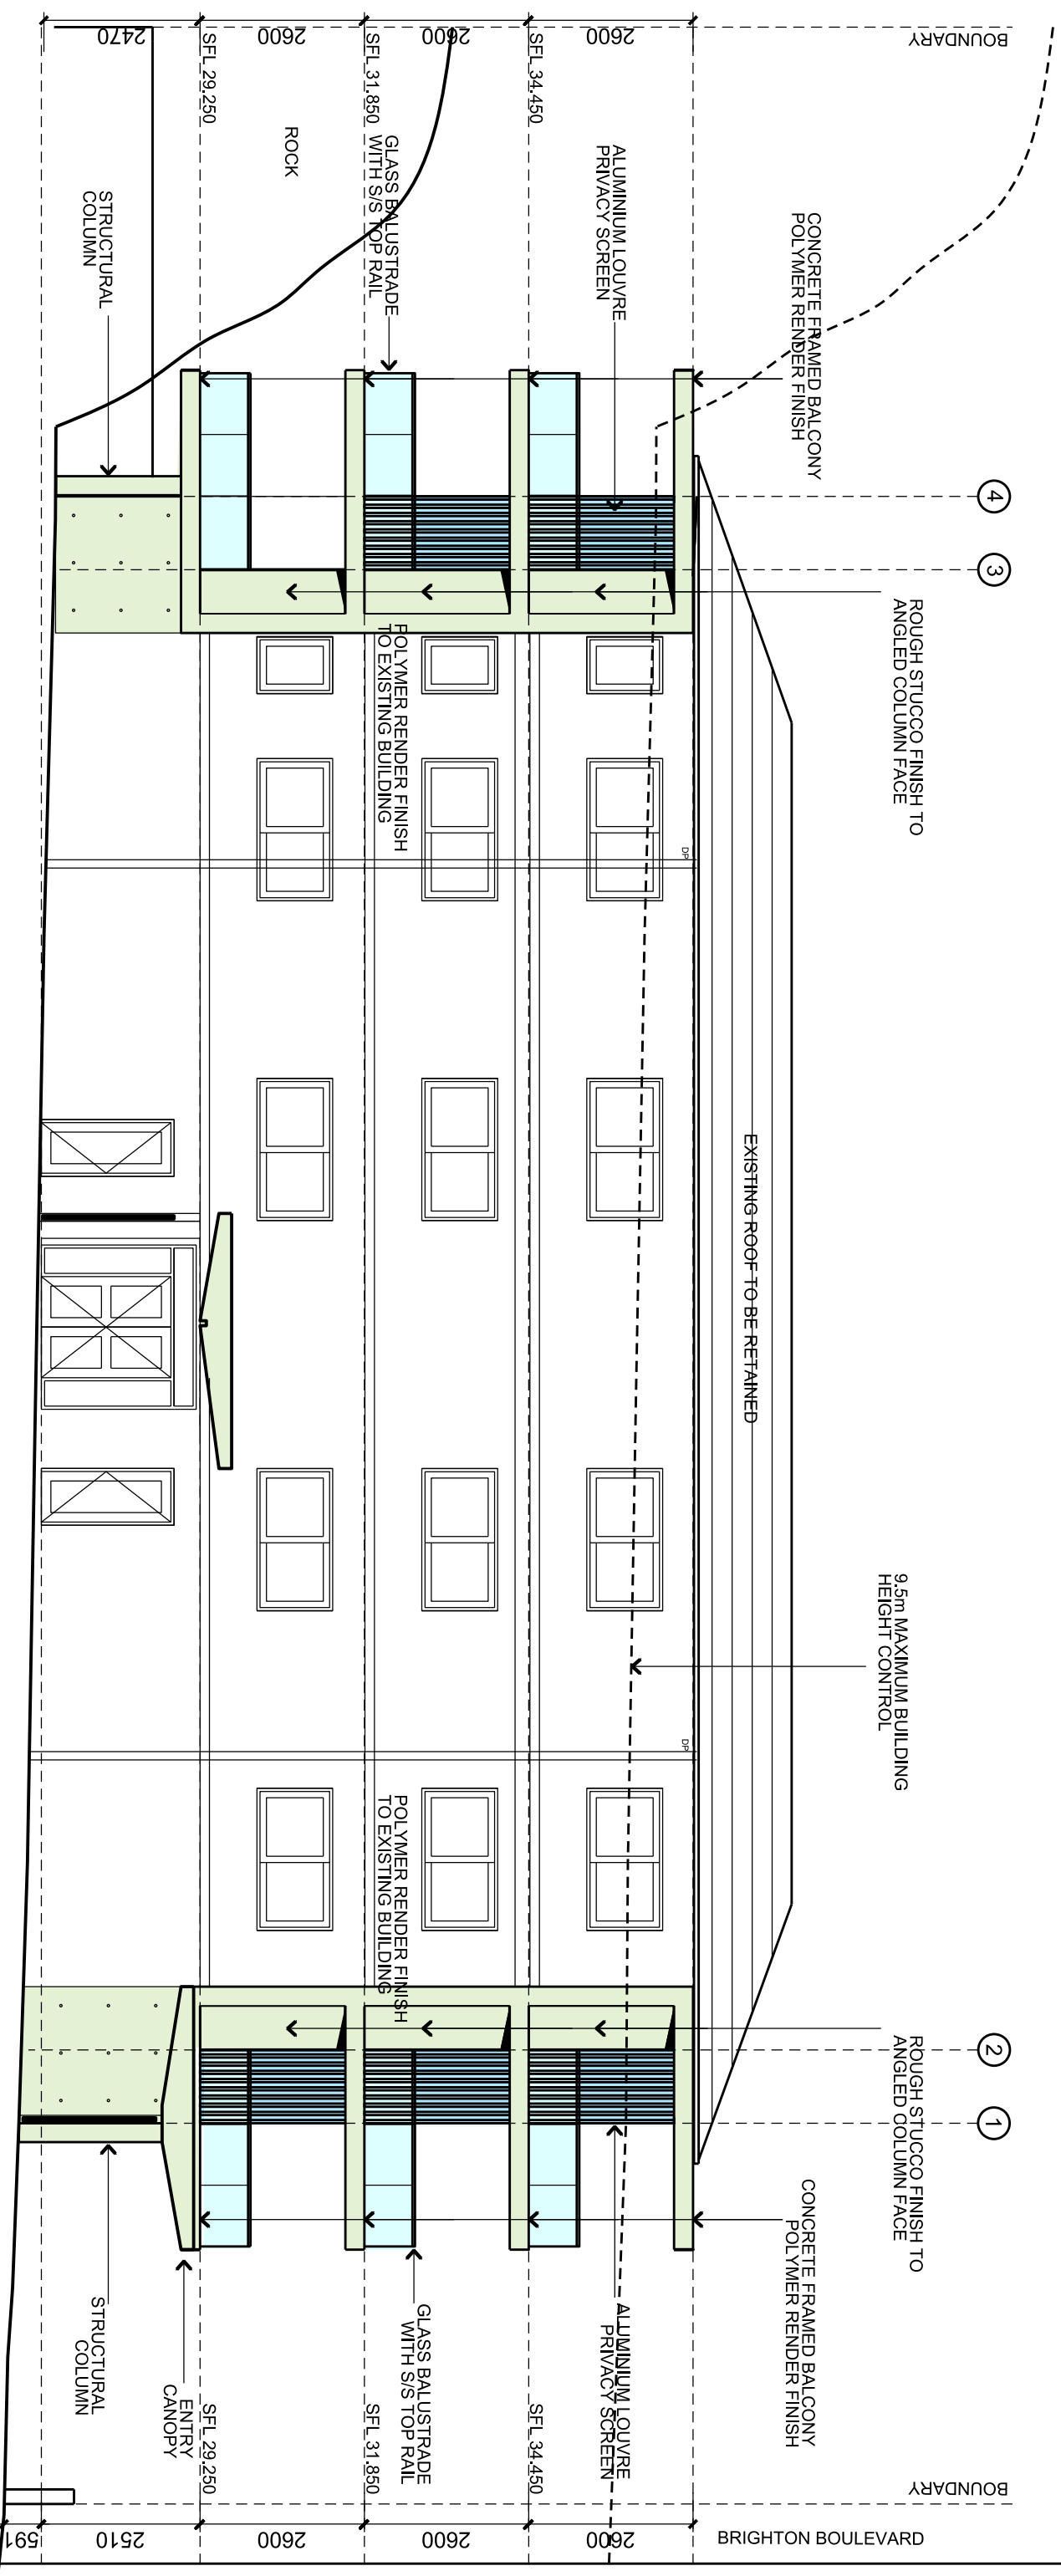 BOUNDARY
2600
2600
2600
2470
SFL 34.450
SFL 31.850
SFL 29.250
ROCK
CONCRETE FRAMED BALCONY
POLYMER RENDER FINISH
ALUMINIUM LOUVRE
PRIVACY SCREEN
GLASS BALUSTRADE
WITH S/S TOP RAIL
STRUCTURAL
COLUMN
4
3
ROUGH STUCCO FINISH TO
ANGLED COLUMN FACE
POLYMER RENDER FINISH
TO EXISTING BUILDING
DP
EXISTING ROOF TO BE RETAINED
9.5m MAXIMUM BUILDING
HEIGHT CONTROL
DP
POLYMER RENDER FINISH
TO EXISTING BUILDING
2
1
ROUGH STUCCO FINISH TO
ANGLED COLUMN FACE
CONCRETE FRAMED BALCONY
POLYMER RENDER FINISH
ALUMINIUM LOUVRE
PRIVACY SCREEN
GLASS BALUSTRADE
WITH S/S TOP RAIL
ENTRY
CANOPY
STRUCTURAL
COLUMN
SFL 34.450
SFL 31.850
SFL 29.250
BOUNDARY
BRIGHTON BOULEVARD
2600
2600
2600
2510
591